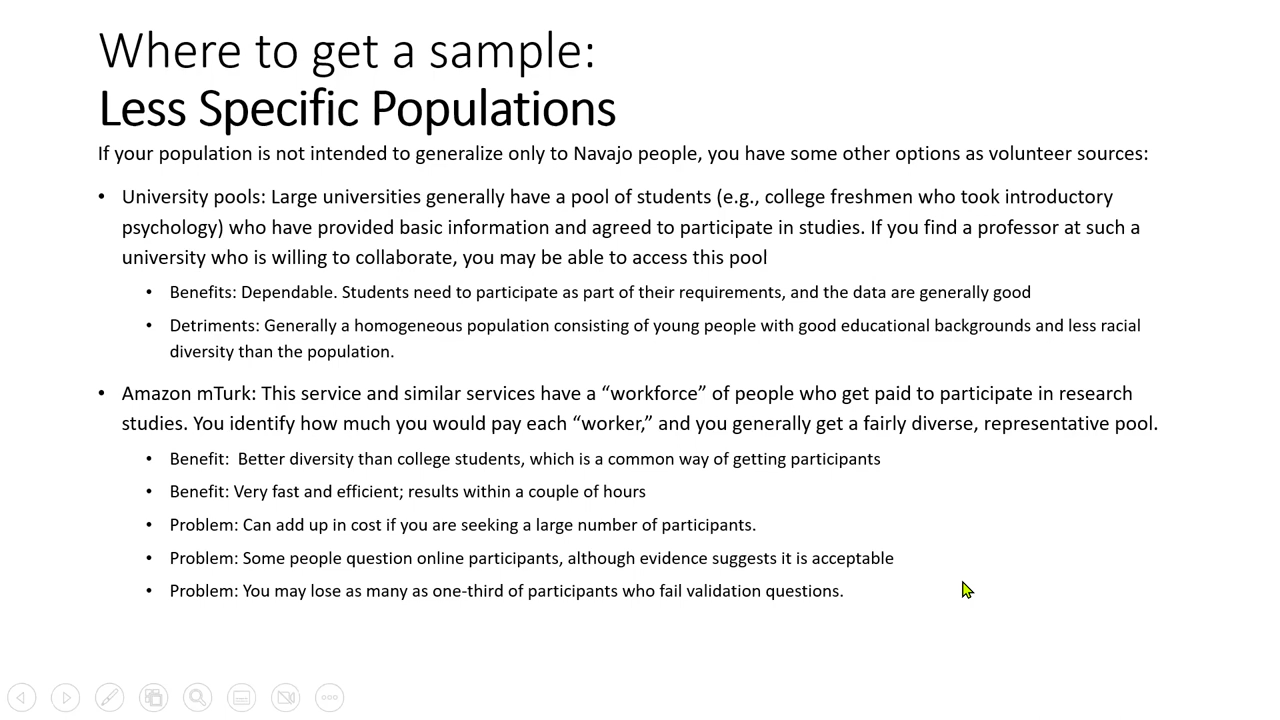 Where to get a sample:
Less Specific Populations
If your population is not intended to generalize only to Navajo people, you have some other options as volunteer sources:
• University pools: Large universities generally have a pool of students (e.g., college freshmen who took introductory
psychology) who have provided basic information and agreed to participate in studies. If you find a professor at such a
university who is willing to collaborate, you may be able to access this pool
• Benefits: Dependable. Students need to participate as part of their requirements, and the data are generally good
• Detriments: Generally a homogeneous population consisting of young people with good educational backgrounds and less racial
diversity than the population.
• Amazon mTurk: This service and similar services have a “workforce” of people who get paid to participate in research
studies. You identify how much you would pay each “worker,” and you generally get a fairly diverse, representative pool.
• Benefit:  Better diversity than college students, which is a common way of getting participants
• Benefit: Very fast and efficient; results within a couple of hours
• Problem: Can add up in cost if you are seeking a large number of participants.
• Problem: Some people question online participants, although evidence suggests it is acceptable
• Problem: You may lose as many as one-third of participants who fail validation questions.